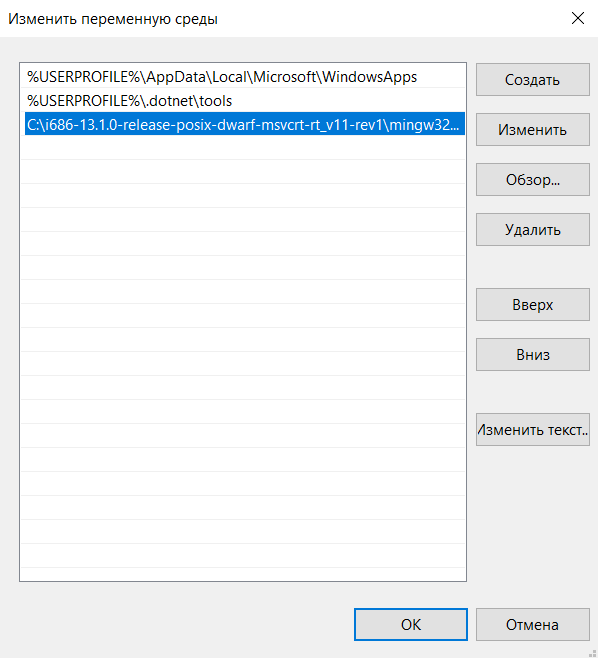 Изменить переменную среды
%USERPROFILE%\AppData\Local\Microsoft\WindowsApps
%USERPROFILE%\.dotnet\tools
C:\i686-13.1.0-release-posix-dwarf-msvcrt-rt_v11-rev1\mingw32...
Создать
Изменить
Обзор...
Удалить
Вверх
Вниз
Изменить текст..
ОК
Отмена